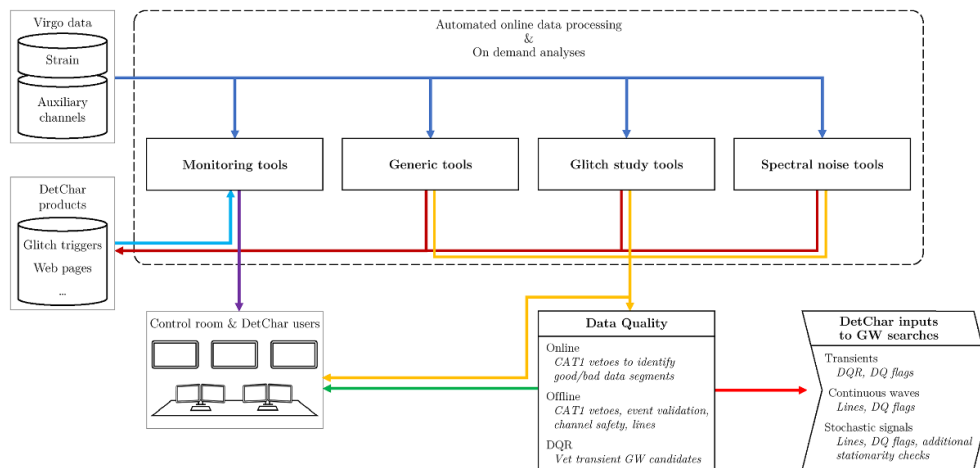 Virgo data
Strain
Auxiliary
channels
Automated online data processing
&
On demand analyses
Monitoring tools
Generic tools
Glitch study tools
Spectral noise tools
DetChar
products
Glitch triggers
Web pages
...
Control room & DetChar users
Data Quality
Online
CAT1 vetoes to identify
good/bad data segments
Offline
CAT1 vetoes, event validation,
channel safety, lines
DQR
Vet transient GW candidates
DetChar inputs
to GW searches
Transients
DQR, DQ flags
Continuous waves
Lines, DQ flags
Stochastic signals
Lines, DQ flags, additional
stationarity checks